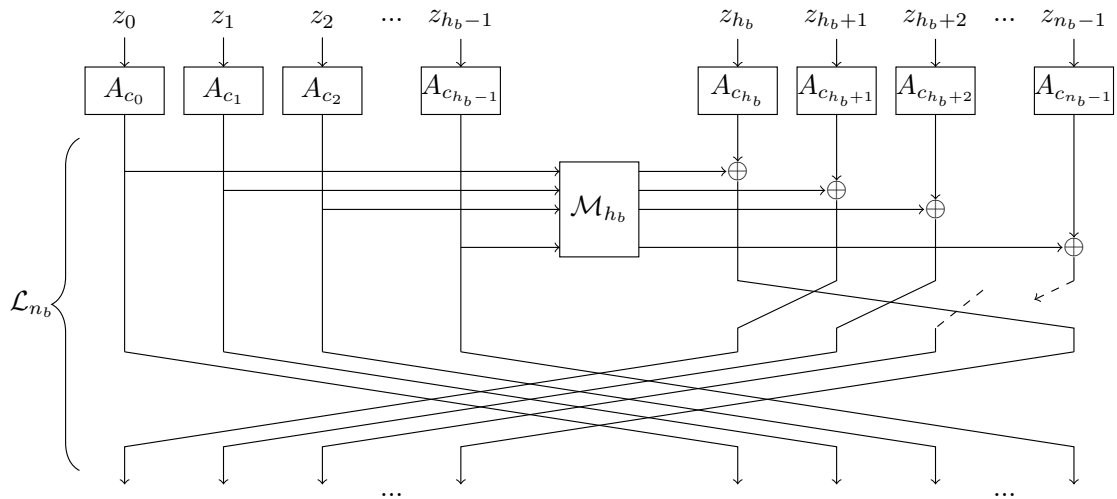 z_0 z_1 z_2 ... z_{h_b−1} z_{h_b} z_{h_b+1} z_{h_b+2} ... z_{n_b−1}
A_{c_0} A_{c_1} A_{c_2} A_{c_{h_b−1}} A_{c_{h_b}} A_{c_{h_b+1}} A_{c_{h_b+2}} A_{c_{n_b−1}}
ℳ_{h_b}
ℒ_{n_b}
... ...